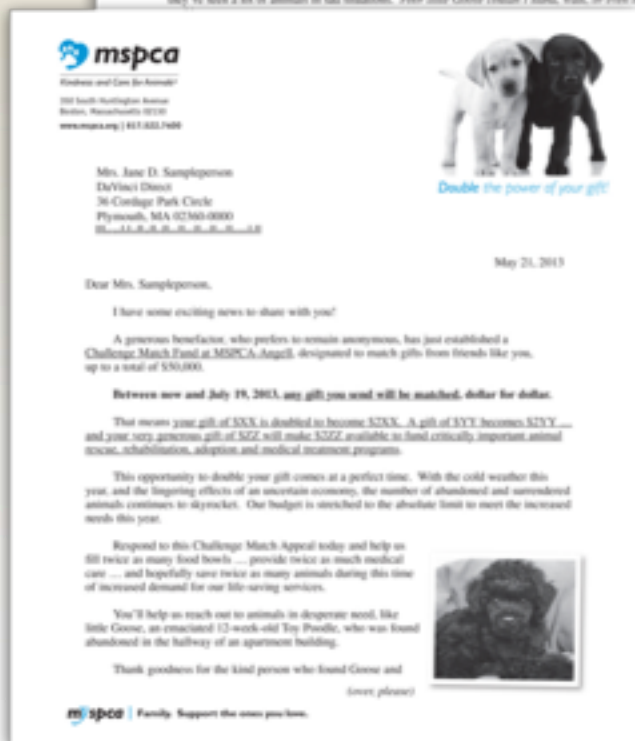 mspca
Kindness and Care for Animals®
350 South Huntington Avenue
Boston, Massachusetts 02130
www.mspca.org | 617.522.7400
Double the power of your gift!
Mrs. Jane D. Sampleperson
DaVinci Direct
36 Cordage Park Circle
Plymouth, MA 02360-0000
May 21, 2013
Dear Mrs. Sampleperson,
I have some exciting news to share with you!
A generous benefactor, who prefers to remain anonymous, has just established a
Challenge Match Fund at MSPCA-Angell, designated to match gifts from friends like you,
up to a total of $50,000.
Between now and July 19, 2013, any gift you send will be matched, dollar for dollar.
That means your gift of $XX is doubled to become $2XX. A gift of $YY becomes $2YY ...
and your very generous gift of $ZZ will make $2ZZ available to fund critically important animal
rescue, rehabilitation, adoption and medical treatment programs.
This opportunity to double your gift comes at a perfect time. With the cold weather this
year, and the lingering effects of an uncertain economy, the number of abandoned and surrendered
animals continues to skyrocket. Our budget is stretched to the absolute limit to meet the increased
needs this year.
Respond to this Challenge Match Appeal today and help us
fill twice as many food bowls ... provide twice as much medical
care ... and hopefully save twice as many animals during this time
of increased demand for our life-saving services.
You'll help us reach out to animals in desperate need, like
little Goose, an emaciated 12-week-old Toy Poodle, who was found
abandoned in the hallway of an apartment building.
Thank goodness for the kind person who found Goose and
(over, please)
mspca | Family. Support the ones you love.